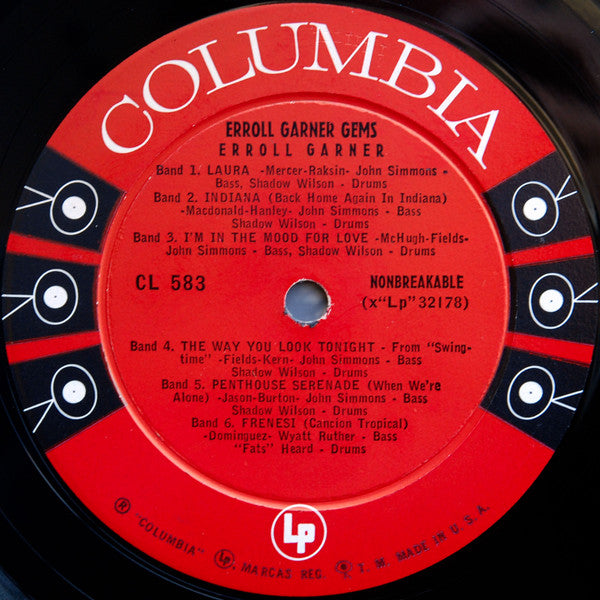 COLUMBIA
ERROLL GARNER GEMS
ERROLL GARNER
Band 1. LAURA -Mercer-Raksin- John Simmons -
Bass, Shadow Wilson - Drums
Band 2. INDIANA (Back Home Again In Indiana)
-Macdonald-Hanley- John Simmons - Bass
Shadow Wilson - Drums
Band 3. I'M IN THE MOOD FOR LOVE -McHugh-Fields-
John Simmons - Bass, Shadow Wilson - Drums
CL 583
NONBREAKABLE
(x"Lp"32178)
Band 4. THE WAY YOU LOOK TONIGHT - From "Swing-
time" -Fields-Kern- John Simmons - Bass
Shadow Wilson - Drums
Band 5. PENTHOUSE SERENADE (When We're
Alone) -Jason-Burton- John Simmons - Bass
Shadow Wilson - Drums
Band 6. FRENESI (Cancion Tropical)
-Dominguez- Wyatt Ruther - Bass
"Fats" Heard - Drums
Lp
® "COLUMBIA" Lp, MARCAS REG. T. M. MADE IN U.S.A.